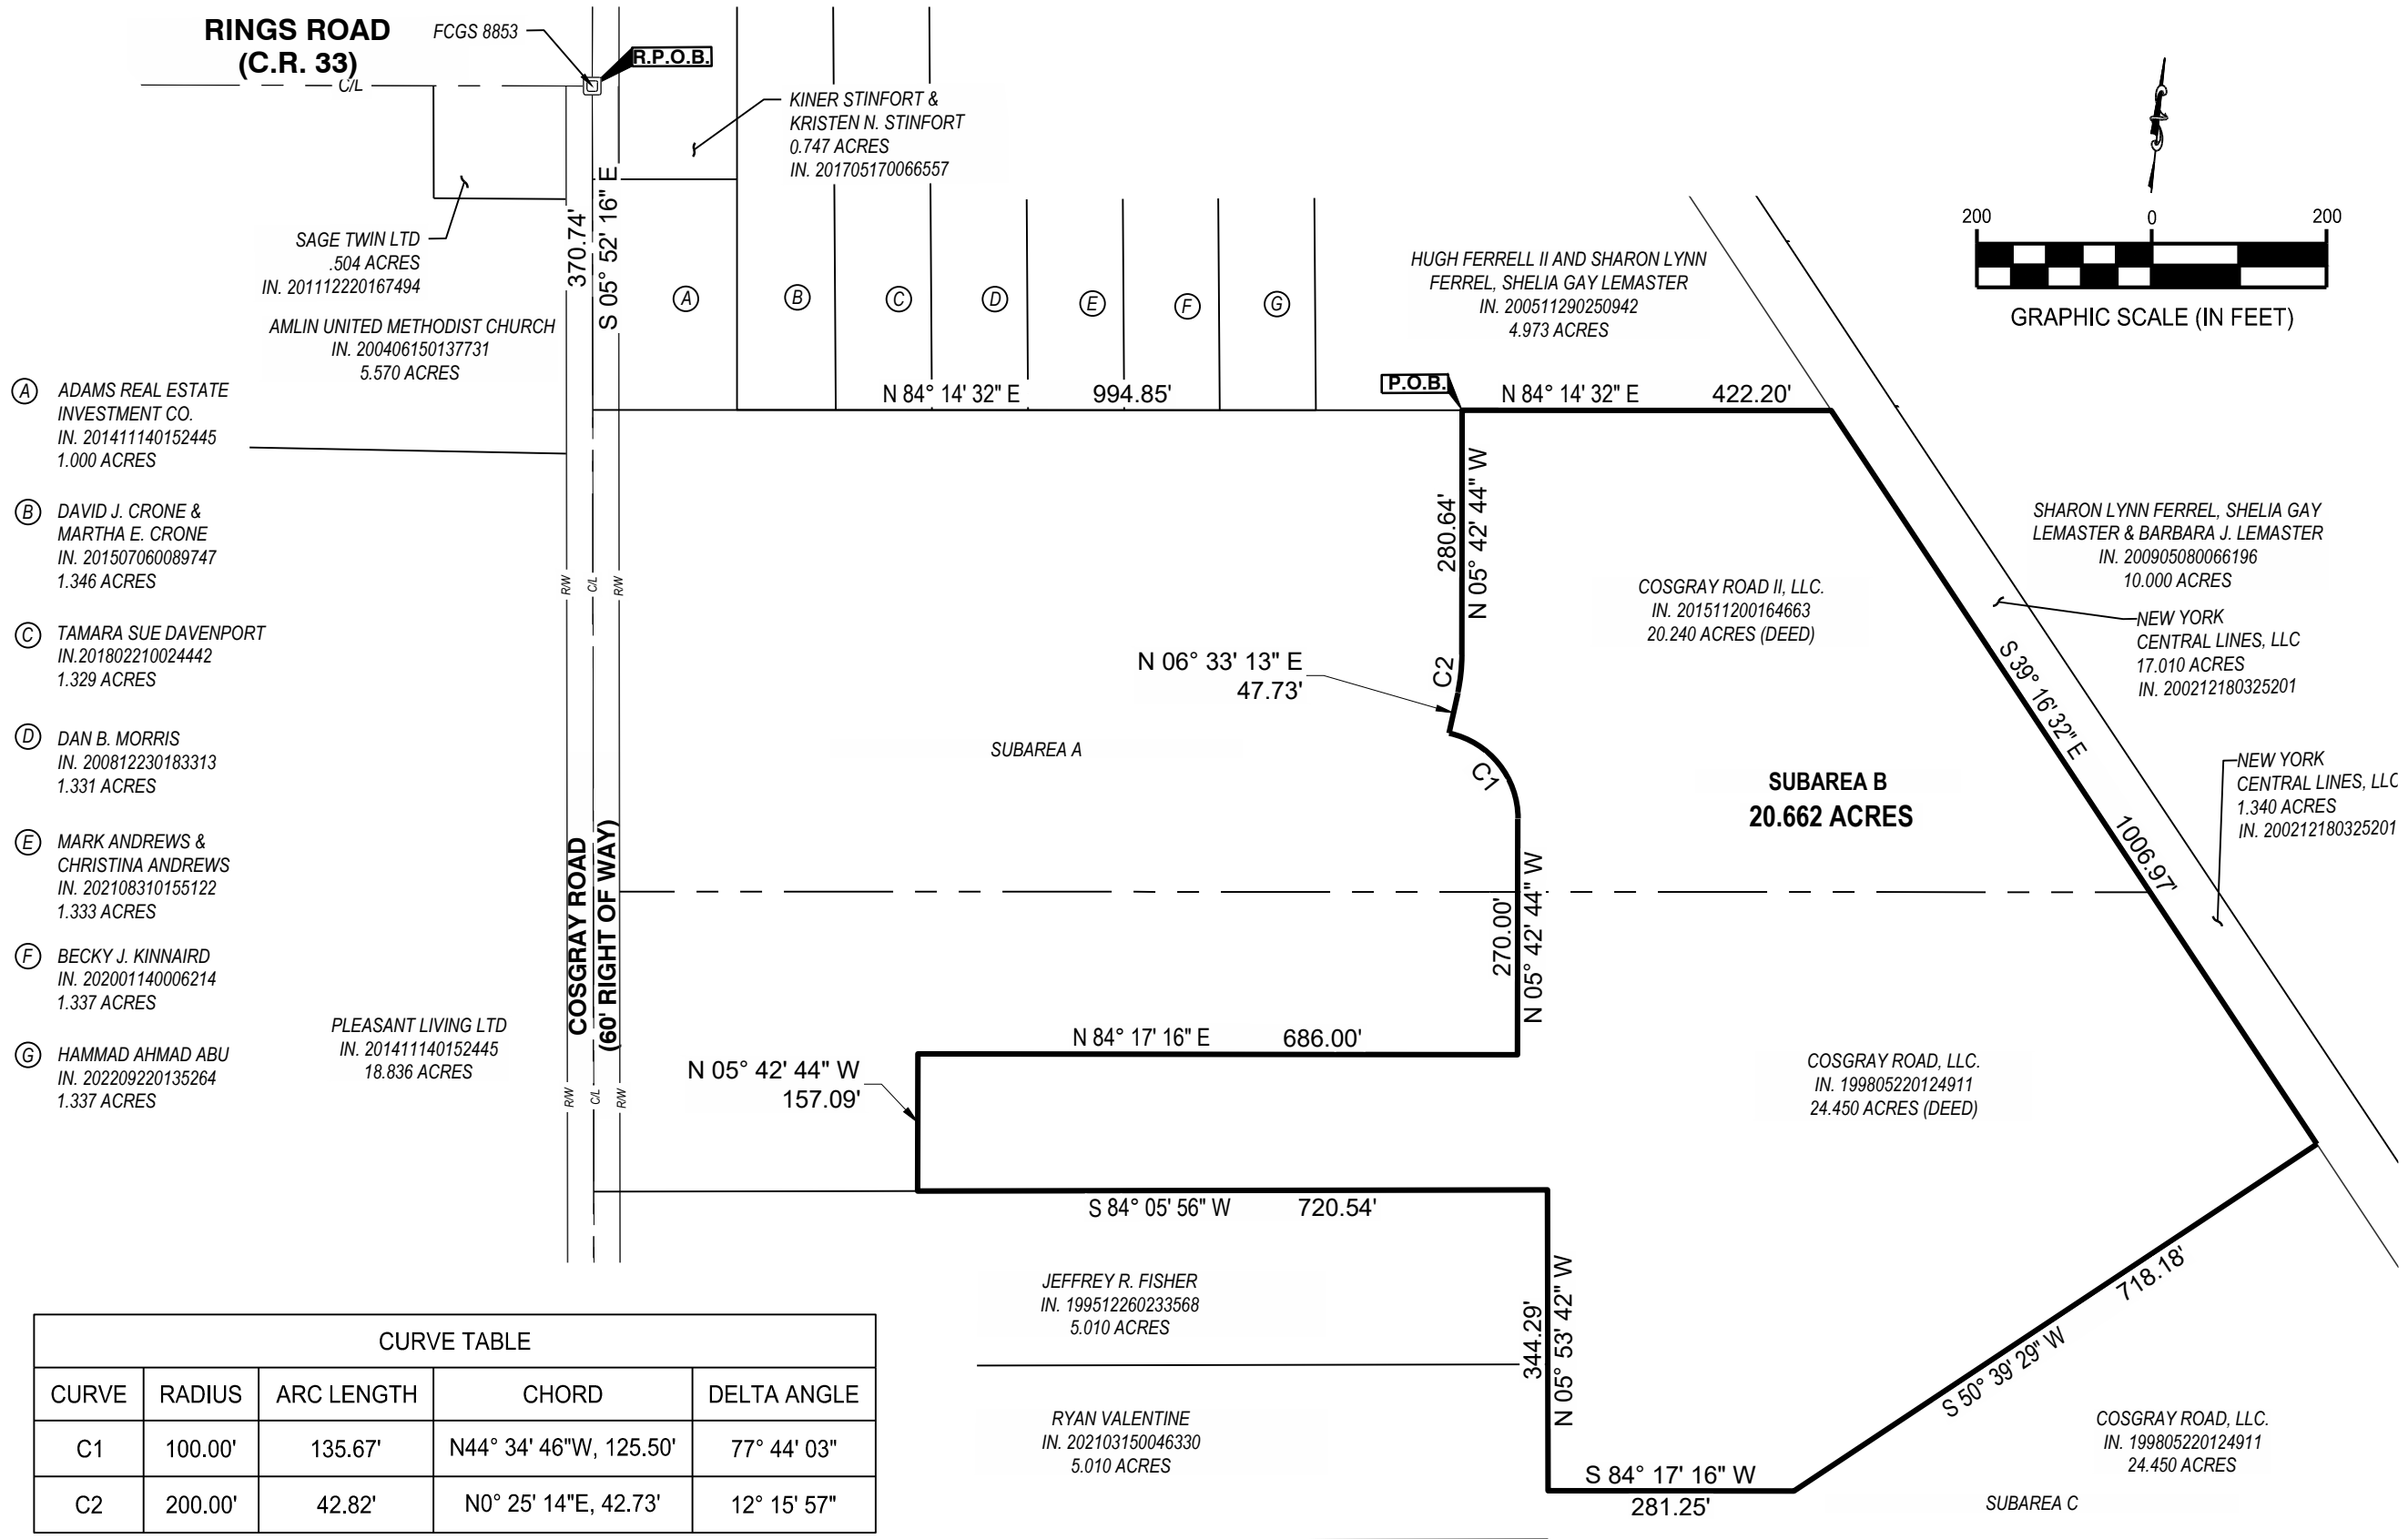 RINGS ROAD
(C.R. 33)
FCGS 8853
R.P.O.B.
C/L
KINER STINFORT &
KRISTEN N. STINFORT
0.747 ACRES
IN. 201705170066557
SAGE TWIN LTD
.504 ACRES
IN. 201112220167494
370.74'
S 05° 52' 16" E
AMLIN UNITED METHODIST CHURCH
IN. 200406150137731
5.570 ACRES
A
B
C
D
E
F
G
HUGH FERRELL II AND SHARON LYNN
FERREL, SHELIA GAY LEMASTER
IN. 200511290250942
4.973 ACRES
200 0 200
GRAPHIC SCALE (IN FEET)
N 84° 14' 32" E 994.85'
P.O.B.
N 84° 14' 32" E 422.20'
A ADAMS REAL ESTATE
INVESTMENT CO.
IN. 201411140152445
1.000 ACRES
B DAVID J. CRONE &
MARTHA E. CRONE
IN. 201507060089747
1.346 ACRES
C TAMARA SUE DAVENPORT
IN.201802210024442
1.329 ACRES
D DAN B. MORRIS
IN. 200812230183313
1.331 ACRES
E MARK ANDREWS &
CHRISTINA ANDREWS
IN. 202108310155122
1.333 ACRES
F BECKY J. KINNAIRD
IN. 202001140006214
1.337 ACRES
G HAMMAD AHMAD ABU
IN. 202209220135264
1.337 ACRES
R/W
C/L
R/W
280.64'
N 05° 42' 44" W
COSGRAY ROAD II, LLC.
IN. 201511200164663
20.240 ACRES (DEED)
SHARON LYNN FERREL, SHELIA GAY
LEMASTER & BARBARA J. LEMASTER
IN. 200905080066196
10.000 ACRES
NEW YORK
CENTRAL LINES, LLC
17.010 ACRES
IN. 200212180325201
N 06° 33' 13" E
47.73'
C2
C1
S 39° 16' 32" E
1006.97'
SUBAREA A
SUBAREA B
20.662 ACRES
NEW YORK
CENTRAL LINES, LLC
1.340 ACRES
IN. 200212180325201
COSGRAY ROAD
(60' RIGHT OF WAY)
270.00'
N 05° 42' 44" W
PLEASANT LIVING LTD
IN. 201411140152445
18.836 ACRES
N 84° 17' 16" E 686.00'
N 05° 42' 44" W
157.09'
R/W
C/L
R/W
COSGRAY ROAD, LLC.
IN. 199805220124911
24.450 ACRES (DEED)
S 84° 05' 56" W 720.54'
JEFFREY R. FISHER
IN. 199512260233568
5.010 ACRES
344.29'
N 05° 53' 42" W
718.18'
S 50° 39' 29" W
RYAN VALENTINE
IN. 202103150046330
5.010 ACRES
S 84° 17' 16" W
281.25'
COSGRAY ROAD, LLC.
IN. 199805220124911
24.450 ACRES
SUBAREA C
CURVE TABLE
CURVE RADIUS ARC LENGTH CHORD DELTA ANGLE
C1 100.00' 135.67' N44° 34' 46"W, 125.50' 77° 44' 03"
C2 200.00' 42.82' N0° 25' 14"E, 42.73' 12° 15' 57"